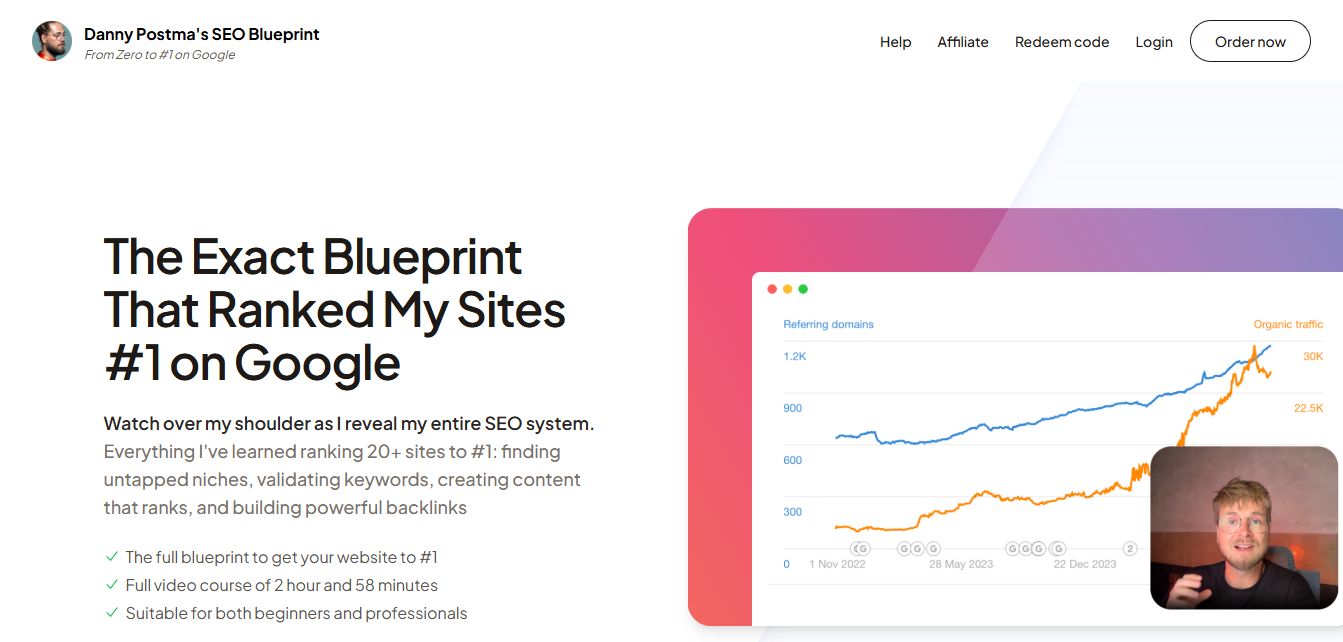 Danny Postma's SEO Blueprint
From Zero to #1 on Google
Help
Affiliate
Redeem code
Login
Order now
The Exact Blueprint
That Ranked My Sites
#1 on Google
Watch over my shoulder as I reveal my entire SEO system.
Everything I've learned ranking 20+ sites to #1: finding
untapped niches, validating keywords, creating content
that ranks, and building powerful backlinks
The full blueprint to get your website to #1
Full video course of 2 hour and 58 minutes
Suitable for both beginners and professionals
Referring domains
Organic traffic
1.2K
30K
900
22.5K
600
300
G G G G G G G G 2
0
1 Nov 2022
28 May 2023
22 Dec 2023